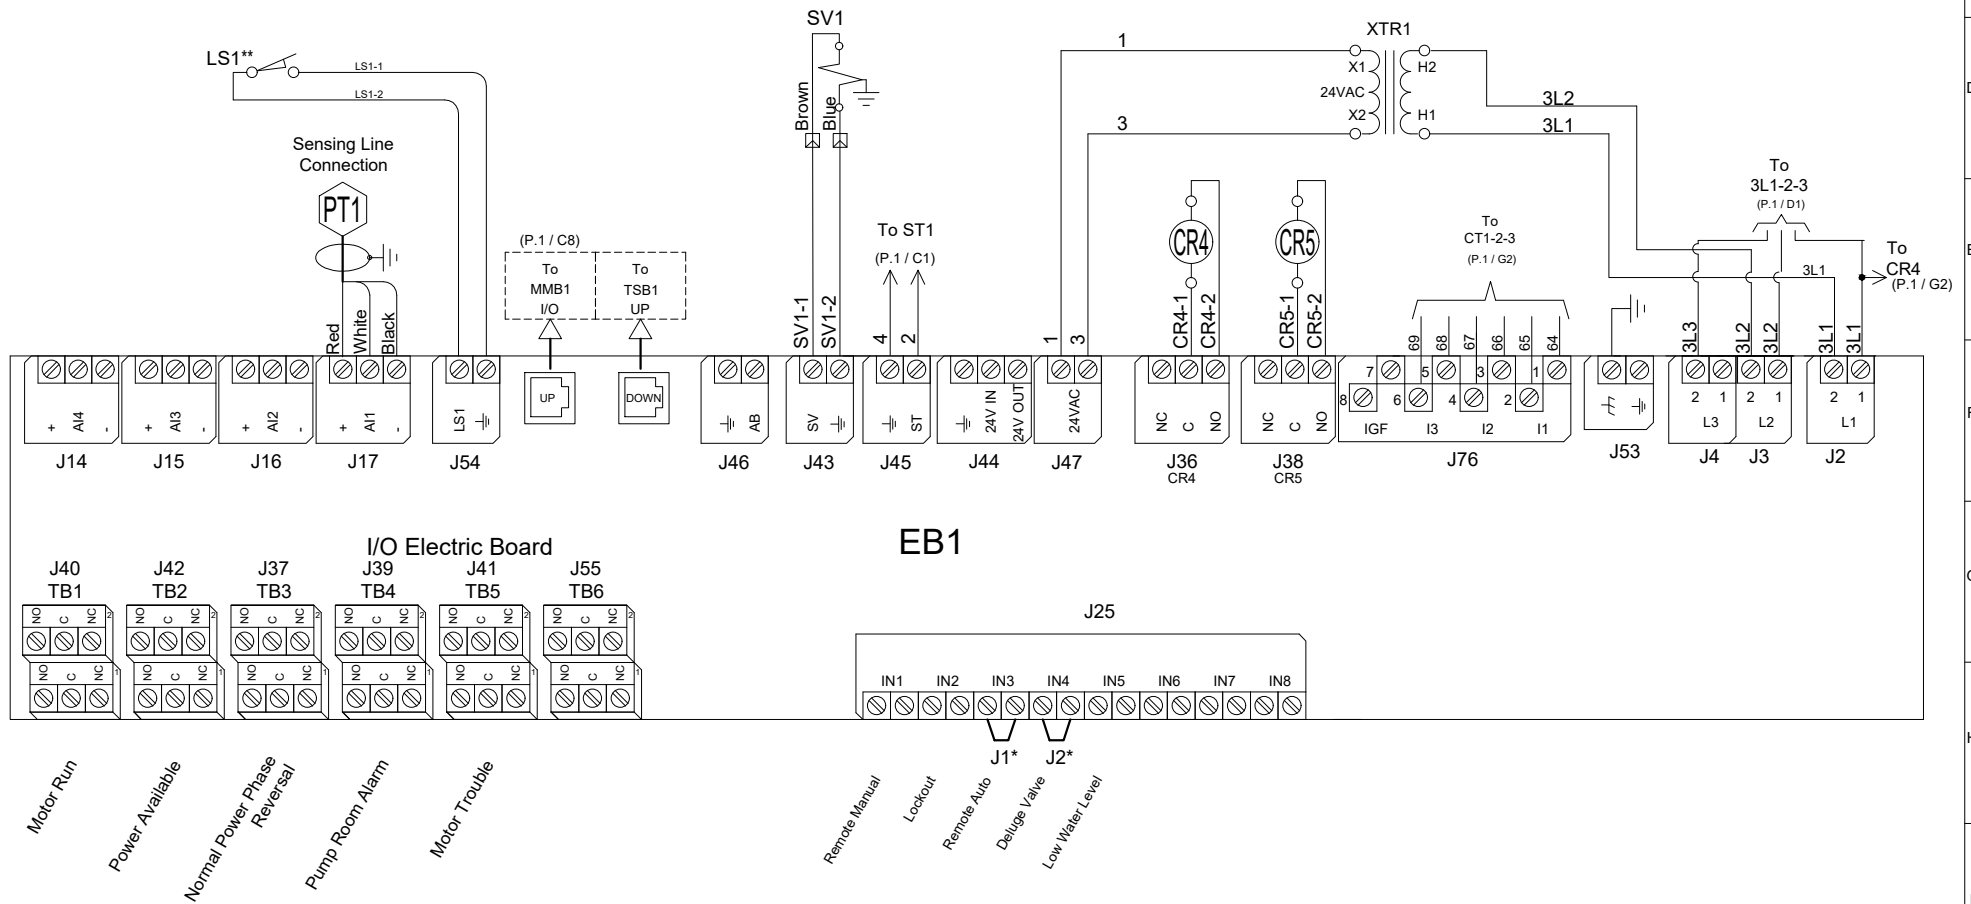 SV1
XTR1
LS1**
LS1-1
LS1-2
1
X1
H2
24VAC
X2
H1
3
3L2
3L1
Brown
Blue
Sensing Line
Connection
PT1
To
3L1-2-3
(P.1 / D1)
(P.1 / C8)
To
MMB1
I/O
To
TSB1
UP
To ST1
(P.1 / C1)
CR4
CR5
To
CT1-2-3
(P.1 / G2)
3L1
To
CR4
(P.1 / G2)
Red
White
Black
SV1-1
SV1-2
4
2
1
3
CR4-1
CR4-2
CR5-1
CR5-2
69
68
67
66
65
64
3L3
3L2
3L2
3L1
3L1
+ AI4 -
+ AI3 -
+ AI2 -
+ AI1 -
LS1
UP
DOWN
AB
SV
ST
24V IN
24V OUT
24VAC
NC C NO
NC C NO
7 5 3 1
8 6 4 2
IGF I3 I2 I1
2 1
L3
2 1
L2
2 1
L1
J14 J15 J16 J17 J54 J46 J43 J45 J44 J47 J36 J38 J76 J53 J4 J3 J2
CR4
CR5
I/O Electric Board
EB1
J40 J42 J37 J39 J41 J55
TB1 TB2 TB3 TB4 TB5 TB6
NO C NC 2
NO C NC 2
NO C NC 2
NO C NC 2
NO C NC 2
NO C NC
NO C NC 1
NO C NC 1
NO C NC 1
NO C NC 1
NO C NC 1
NO C NC
J25
IN1 IN2 IN3 IN4 IN5 IN6 IN7 IN8
J1* J2*
Motor Run
Power Available
Normal Power Phase
Reversal
Pump Room Alarm
Motor Trouble
Remote Manual
Lockout
Remote Auto
Deluge Valve
Low Water Level